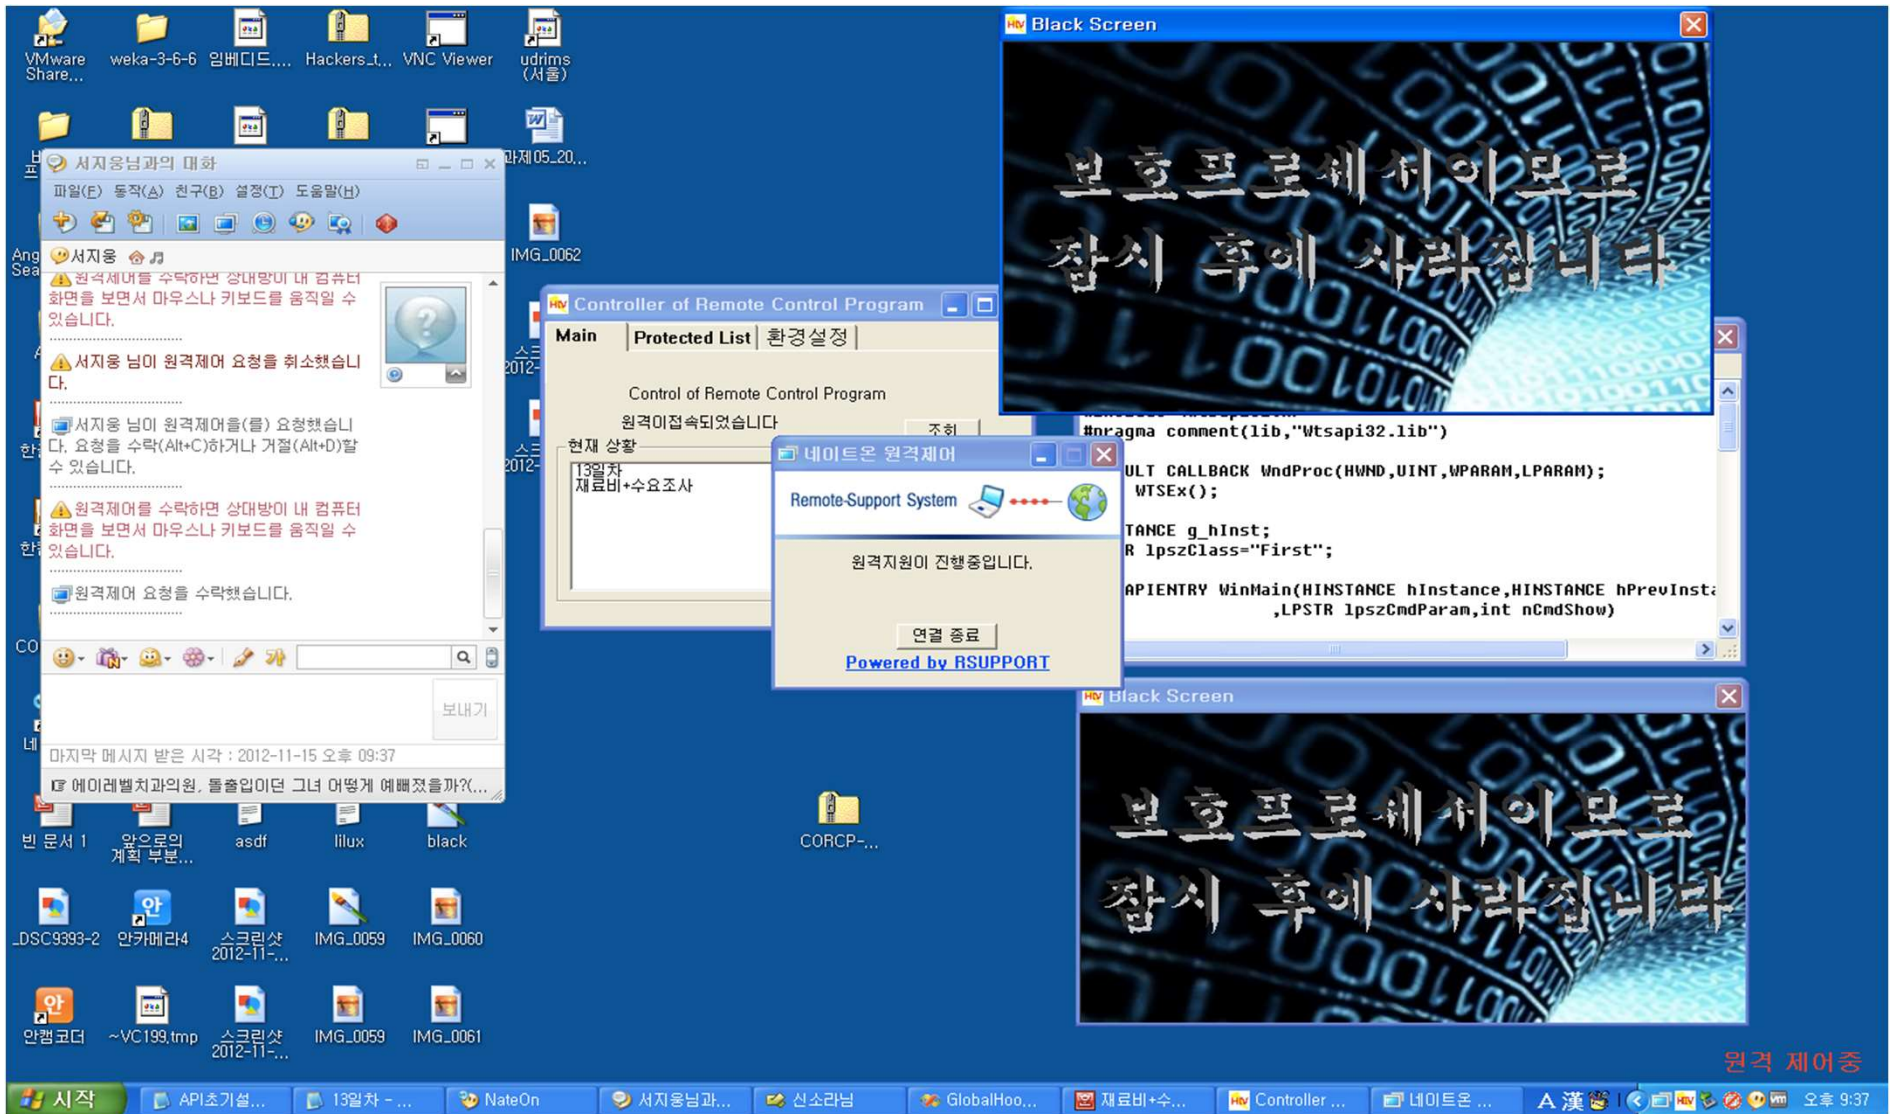 VMware
Share...
weka-3-6-6
임베디드....
Hackers_t...
VNC Viewer
udrims
(서울)
과제05_20...
IMG_0062
서지웅님과의 대화
파일(F) 동작(A) 친구(B) 설정(T) 도움말(H)
서지웅
원격제어를 수락하면 상대방이 내 컴퓨터
화면을 보면서 마우스나 키보드를 움직일 수
있습니다.
서지웅 님이 원격제어 요청을 취소했습니
다.
서지웅 님이 원격제어을(를) 요청했습니
다. 요청을 수락(Alt+C)하거나 거절(Alt+D)할
수 있습니다.
원격제어를 수락하면 상대방이 내 컴퓨터
화면을 보면서 마우스나 키보드를 움직일 수
있습니다.
원격제어 요청을 수락했습니다.
보내기
마지막 메시지 받은 시각 : 2012-11-15 오후 09:37
☞ 에이레벨치과의원, 돌출입이던 그녀 어떻게 예뻐졌을까?(...
Controller of Remote Control Program
Main
Protected List
환경설정
Control of Remote Control Program
원격이접속되었습니다
조회
현재 상황
13일차
재료비+수요조사
네이트온 원격제어
Remote-Support System
원격지원이 진행중입니다.
연결 종료
Powered by RSUPPORT
Black Screen
보호프로세서이므로
잠시 후에 사라집니다
#pragma comment(lib,"Wtsapi32.lib")
ULT CALLBACK WndProc(HWND,UINT,WPARAM,LPARAM);
WTSEx();
TANCE g_hInst;
R lpszClass="First";
APIENTRY WinMain(HINSTANCE hInstance,HINSTANCE hPrevInsta
,LPSTR lpszCmdParam,int nCmdShow)
Black Screen
보호프로세서이므로
잠시 후에 사라집니다
CORCP-...
빈 문서 1
앞으로의
계획 부분...
asdf
lilux
black
_DSC9393-2
안카메라4
스크린샷
2012-11-...
IMG_0059
IMG_0060
안캠코더
~VC199.tmp
스크린샷
2012-11-...
IMG_0059
IMG_0061
원격 제어중
시작
API초기설...
13일차 - ...
NateOn
서지웅님과...
신소라님
GlobalHoo...
재료비+수...
Controller ...
네이트온 ...
A 漢
오후 9:37